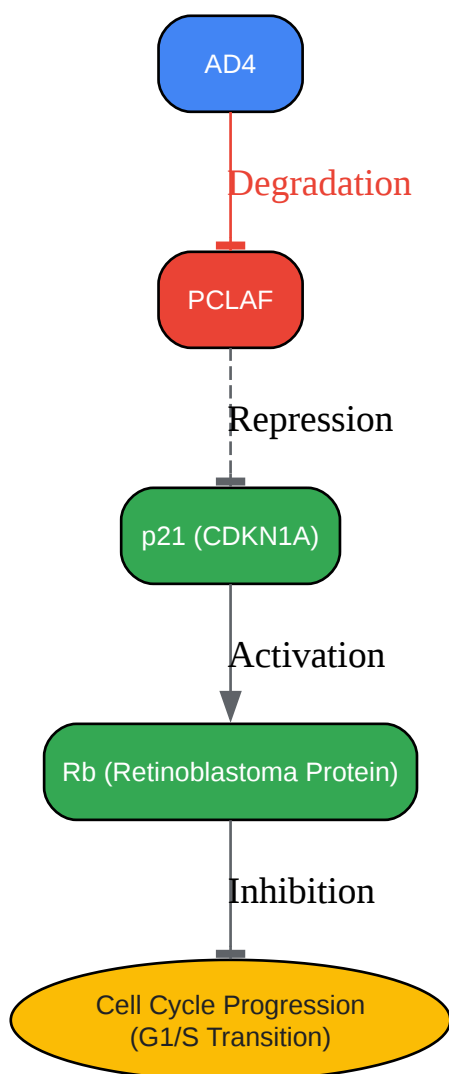 AD4
Degradation
PCLAF
Repression
p21 (CDKN1A)
Activation
Rb (Retinoblastoma Protein)
Inhibition
Cell Cycle Progression
(G1/S Transition)